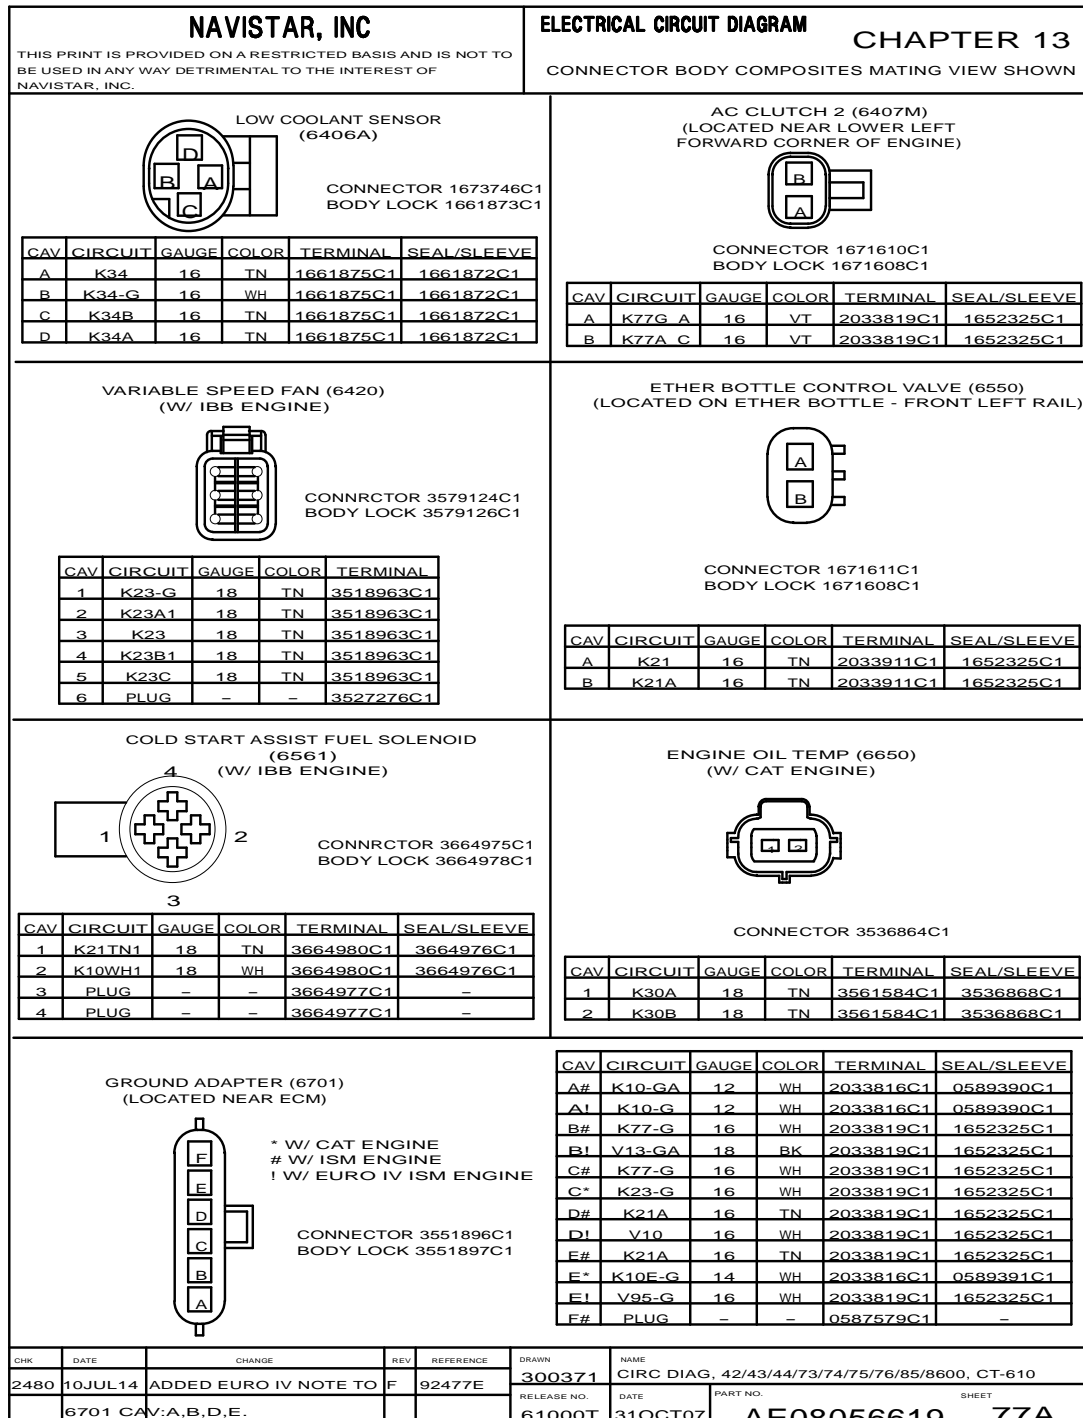 NAVISTAR, INC
THIS PRINT IS PROVIDED ON A RESTRICTED BASIS AND IS NOT TO
BE USED IN ANY WAY DETRIMENTAL TO THE INTEREST OF
NAVISTAR, INC.
ELECTRICAL CIRCUIT DIAGRAM
CHAPTER 13
CONNECTOR BODY COMPOSITES MATING VIEW SHOWN
LOW COOLANT SENSOR
(6406A)
D
B A
C
CONNECTOR 1673746C1
BODY LOCK 1661873C1
CAV CIRCUIT GAUGE COLOR TERMINAL SEAL/SLEEVE
A K34 16 TN 1661875C1 1661872C1
B K34-G 16 WH 1661875C1 1661872C1
C K34B 16 TN 1661875C1 1661872C1
D K34A 16 TN 1661875C1 1661872C1
AC CLUTCH 2 (6407M)
(LOCATED NEAR LOWER LEFT
FORWARD CORNER OF ENGINE)
B
A
CONNECTOR 1671610C1
BODY LOCK 1671608C1
CAV CIRCUIT GAUGE COLOR TERMINAL SEAL/SLEEVE
A K77G A 16 VT 2033819C1 1652325C1
B K77A C 16 VT 2033819C1 1652325C1
VARIABLE SPEED FAN (6420)
(W/ IBB ENGINE)
CONNRCTOR 3579124C1
BODY LOCK 3579126C1
CAV CIRCUIT GAUGE COLOR TERMINAL
1 K23-G 18 TN 3518963C1
2 K23A1 18 TN 3518963C1
3 K23 18 TN 3518963C1
4 K23B1 18 TN 3518963C1
5 K23C 18 TN 3518963C1
6 PLUG – – 3527276C1
ETHER BOTTLE CONTROL VALVE (6550)
(LOCATED ON ETHER BOTTLE - FRONT LEFT RAIL)
A
B
CONNECTOR 1671611C1
BODY LOCK 1671608C1
CAV CIRCUIT GAUGE COLOR TERMINAL SEAL/SLEEVE
A K21 16 TN 2033911C1 1652325C1
B K21A 16 TN 2033911C1 1652325C1
COLD START ASSIST FUEL SOLENOID
(6561)
(W/ IBB ENGINE)
4
1 2
3
CONNRCTOR 3664975C1
BODY LOCK 3664978C1
CAV CIRCUIT GAUGE COLOR TERMINAL SEAL/SLEEVE
1 K21TN1 18 TN 3664980C1 3664976C1
2 K10WH1 18 WH 3664980C1 3664976C1
3 PLUG – – 3664977C1 –
4 PLUG – – 3664977C1 –
ENGINE OIL TEMP (6650)
(W/ CAT ENGINE)
1 2
CONNECTOR 3536864C1
CAV CIRCUIT GAUGE COLOR TERMINAL SEAL/SLEEVE
1 K30A 18 TN 3561584C1 3536868C1
2 K30B 18 TN 3561584C1 3536868C1
GROUND ADAPTER (6701)
(LOCATED NEAR ECM)
F
E
D
C
B
A
* W/ CAT ENGINE
# W/ ISM ENGINE
! W/ EURO IV ISM ENGINE
CONNECTOR 3551896C1
BODY LOCK 3551897C1
CAV CIRCUIT GAUGE COLOR TERMINAL SEAL/SLEEVE
A# K10-GA 12 WH 2033816C1 0589390C1
A! K10-G 12 WH 2033816C1 0589390C1
B# K77-G 16 WH 2033819C1 1652325C1
B! V13-GA 18 BK 2033819C1 1652325C1
C# K77-G 16 WH 2033819C1 1652325C1
C* K23-G 16 WH 2033819C1 1652325C1
D# K21A 16 TN 2033819C1 1652325C1
D! V10 16 WH 2033819C1 1652325C1
E# K21A 16 TN 2033819C1 1652325C1
E* K10E-G 14 WH 2033816C1 0589391C1
E! V95-G 16 WH 2033819C1 1652325C1
F# PLUG – – 0587579C1 –
CHK DATE CHANGE REV REFERENCE
2480 10JUL14 ADDED EURO IV NOTE TO F 92477E
6701 CAV:A,B,D,E.
DRAWN
300371
NAME
CIRC DIAG, 42/43/44/73/74/75/76/85/8600, CT-610
RELEASE NO.
61000T
DATE
31OCT07
PART NO.
AE08056619
SHEET
77A